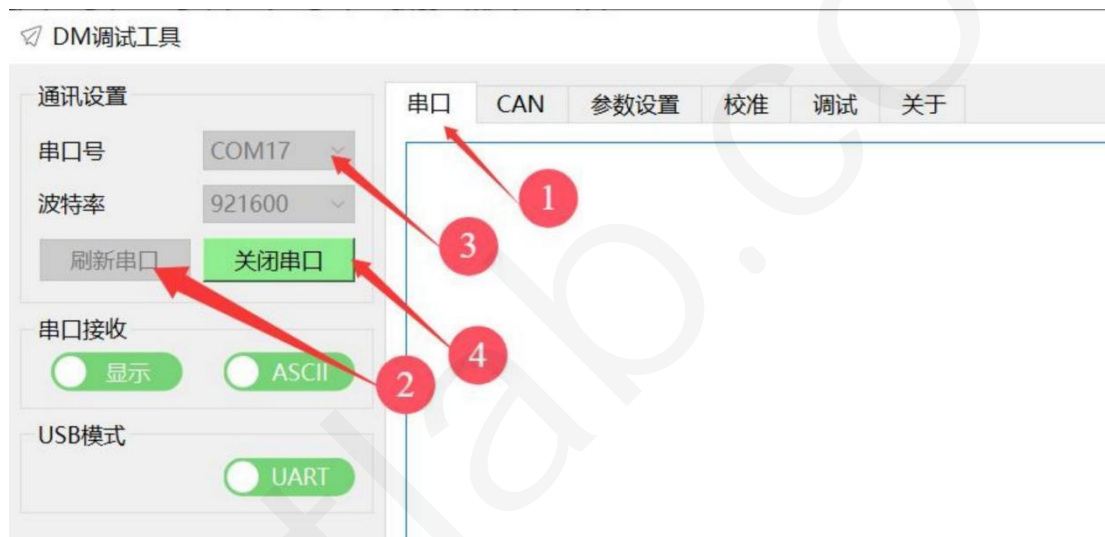 DM调试工具
通讯设置
串口号 COM17
波特率 921600
刷新串口 关闭串口
串口接收
显示 ASCII
USB模式
UART
串口 CAN 参数设置 校准 调试 关于
1
3
4
2